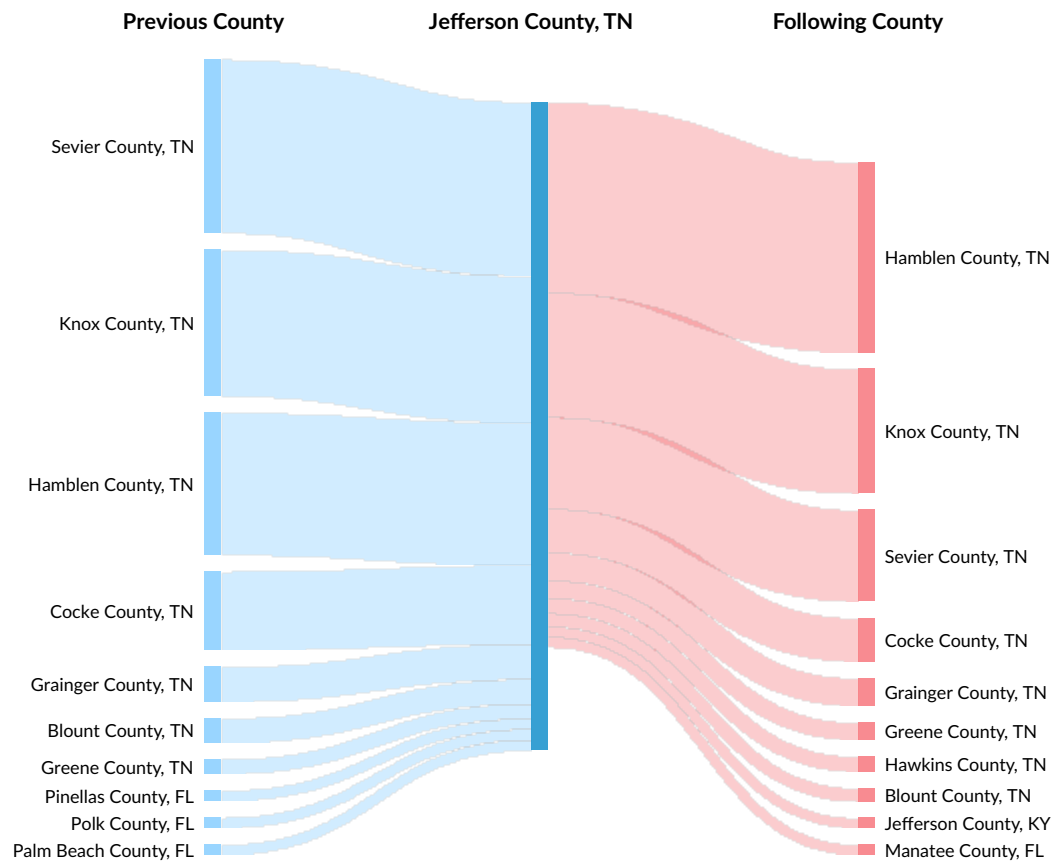 Previous County
Jefferson County, TN
Following County
Sevier County, TN
Knox County, TN
Hamblen County, TN
Cocke County, TN
Grainger County, TN
Blount County, TN
Greene County, TN
Pinellas County, FL
Polk County, FL
Palm Beach County, FL
Hamblen County, TN
Knox County, TN
Sevier County, TN
Cocke County, TN
Grainger County, TN
Greene County, TN
Hawkins County, TN
Blount County, TN
Jefferson County, KY
Manatee County, FL